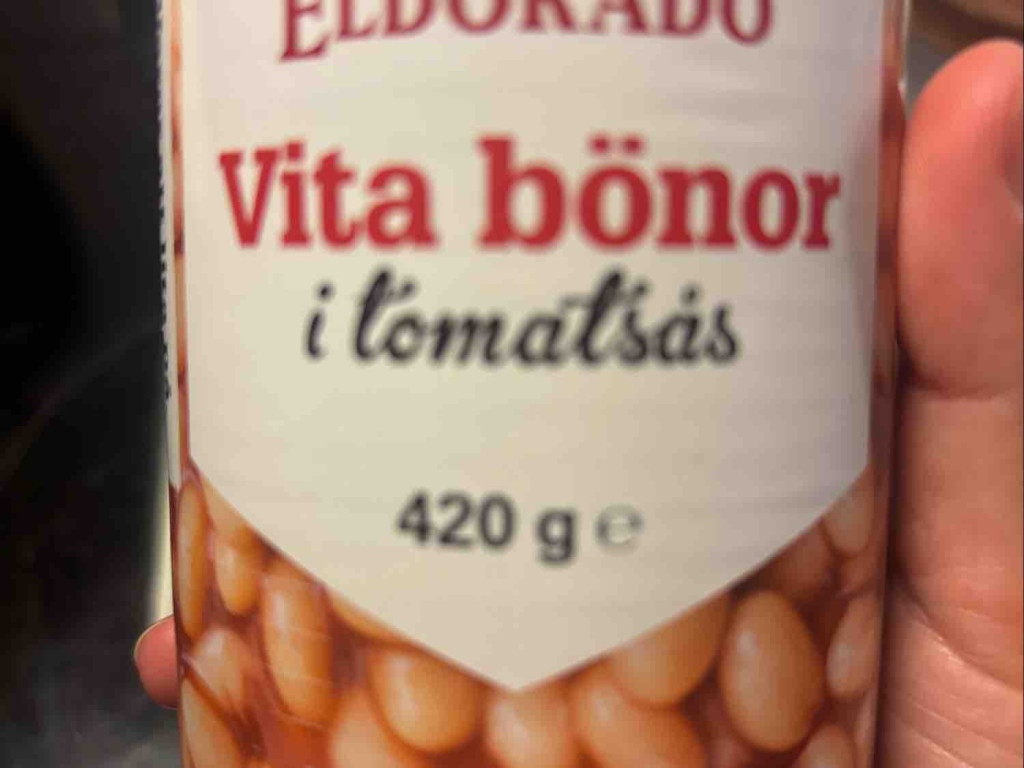 ELDORADO
Vita bönor
i tomatsås
420 g ℮